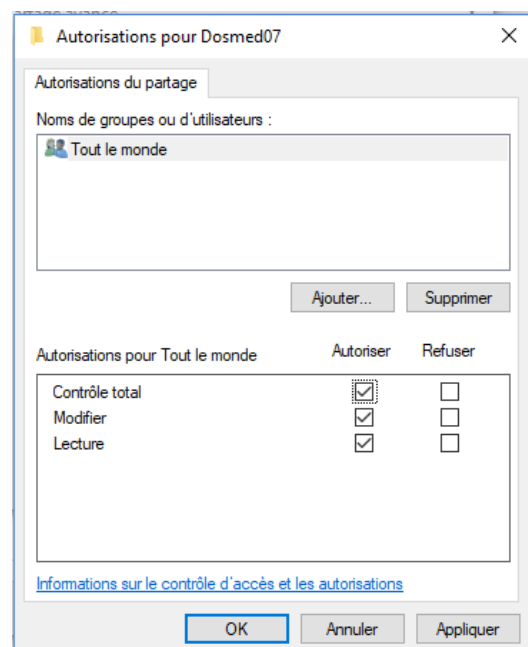 Autorisations pour Dosmed07
Autorisations du partage
Noms de groupes ou d'utilisateurs :
Tout le monde
Ajouter... Supprimer
Autorisations pour Tout le monde Autoriser Refuser
Contrôle total
Modifier
Lecture
Informations sur le contrôle d'accès et les autorisations
OK Annuler Appliquer